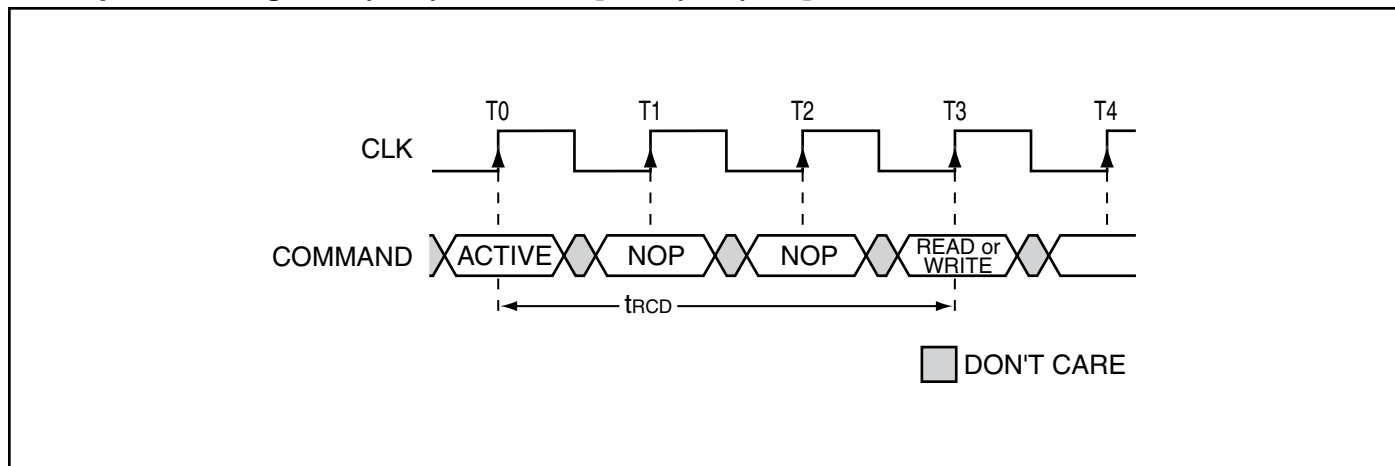 T0 T1 T2 T3 T4
CLK
COMMAND ACTIVE NOP NOP READ or
WRITE
tRCD
DON'T CARE